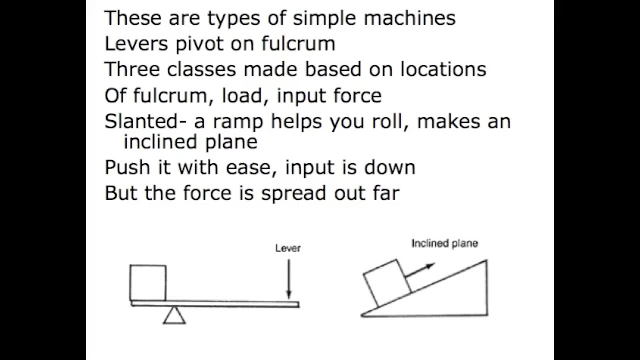 These are types of simple machines
Levers pivot on fulcrum
Three classes made based on locations
Of fulcrum, load, input force
Slanted- a ramp helps you roll, makes an
inclined plane
Push it with ease, input is down
But the force is spread out far
Lever
Inclined plane